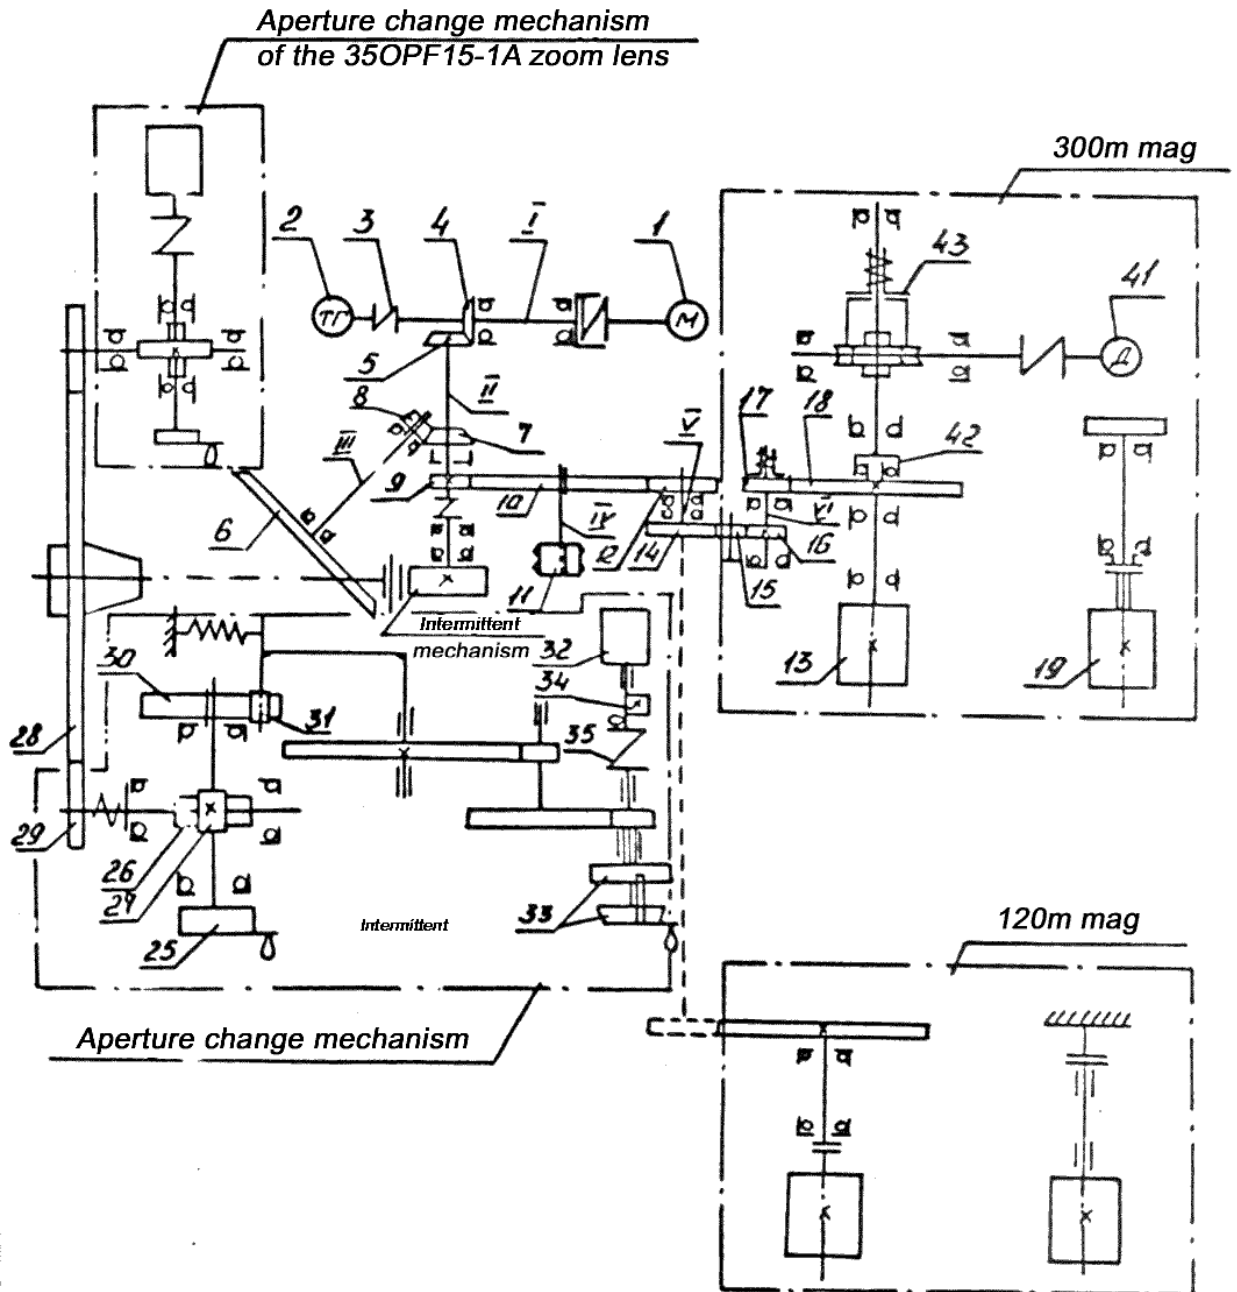 Aperture change mechanism
of the 35OPF15-1A zoom lens
300m mag
2
3
4
I
1
43
41
ТГ
М
Д
5
II
8
7
V
17
18
42
III
9
10
IV
12
14
VI
16
15
6
11
13
19
Intermittent
mechanism
32
30
34
31
35
28
29
26
27
33
25
Intermittent
120m mag
Aperture change mechanism